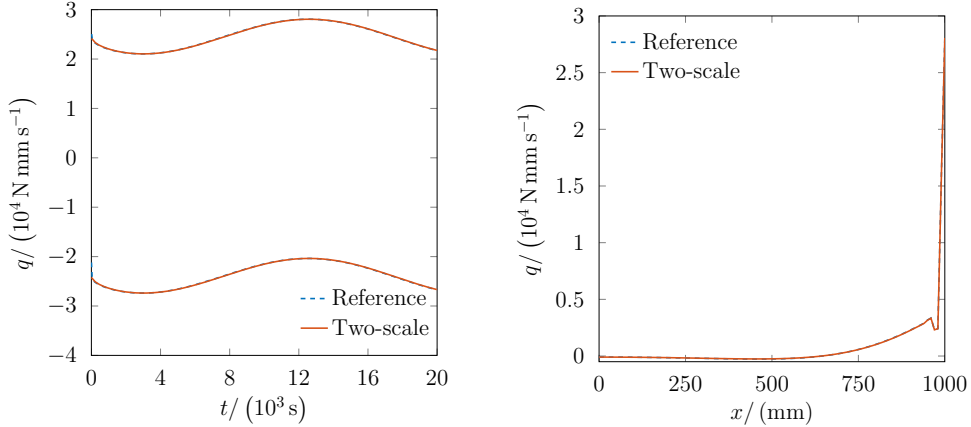 3
2
1
0
−1
−2
−3
−4
q/ (10⁴ N mm s⁻¹)
Reference
Two-scale
0 4 8 12 16 20
t/ (10³ s)
3
2.5
2
1.5
1
0.5
0
q/ (10⁴ N mm s⁻¹)
Reference
Two-scale
0 250 500 750 1000
x/ (mm)